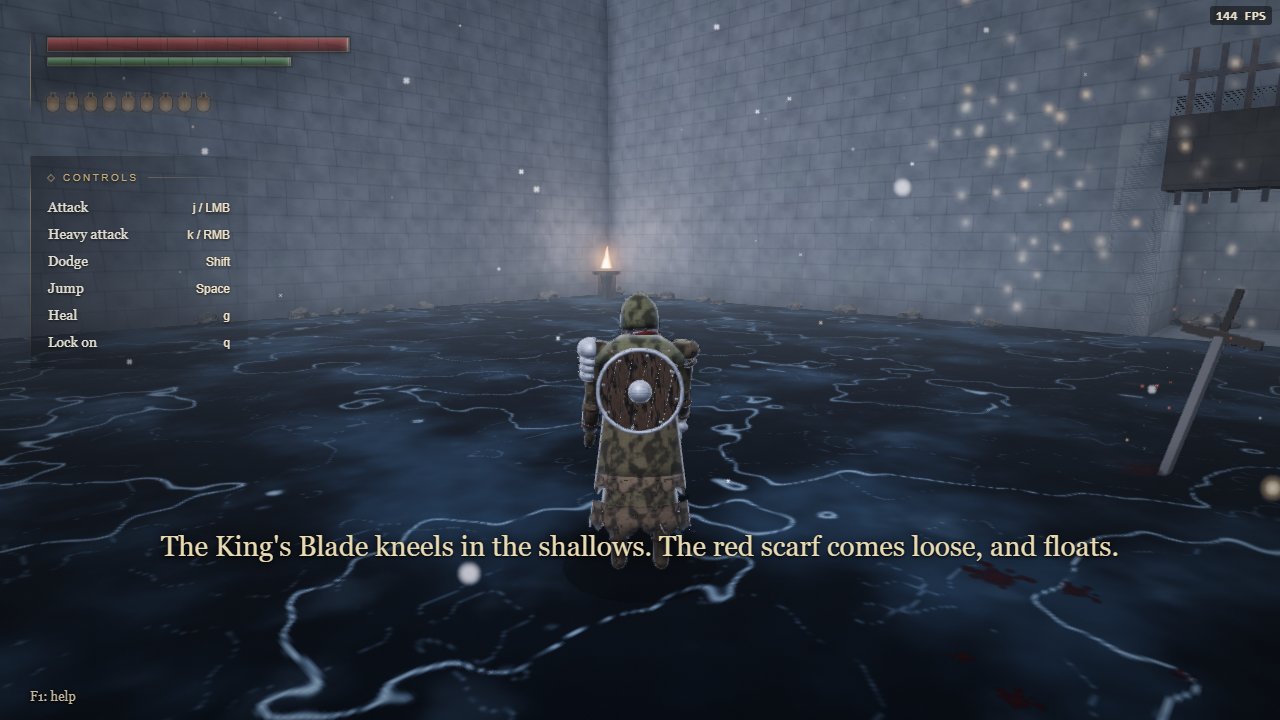 144 FPS
◇ CONTROLS
Attack j / LMB
Heavy attack k / RMB
Dodge Shift
Jump Space
Heal g
Lock on q
The King's Blade kneels in the shallows. The red scarf comes loose, and floats.
F1: help